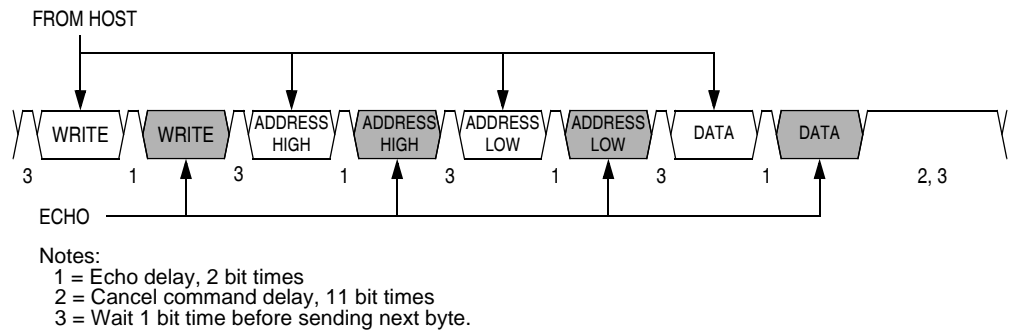 FROM HOST
WRITE WRITE ADDRESS HIGH ADDRESS HIGH ADDRESS LOW ADDRESS LOW DATA DATA
3 1 3 1 3 1 3 1 2, 3
ECHO
Notes:
1 = Echo delay, 2 bit times
2 = Cancel command delay, 11 bit times
3 = Wait 1 bit time before sending next byte.